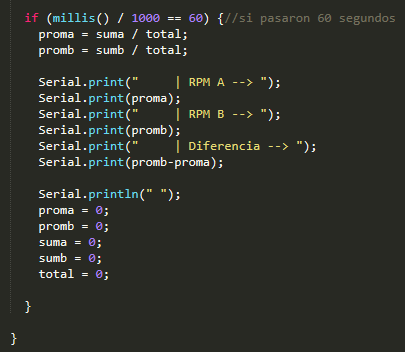 if (millis() / 1000 == 60) {//si pasaron 60 segundos
proma = suma / total;
promb = sumb / total;
Serial.print("     | RPM A --> ");
Serial.print(proma);
Serial.print("     | RPM B --> ");
Serial.print(promb);
Serial.print("     | Diferencia --> ");
Serial.print(promb-proma);
Serial.println(" ");
proma = 0;
promb = 0;
suma = 0;
sumb = 0;
total = 0;
}
}